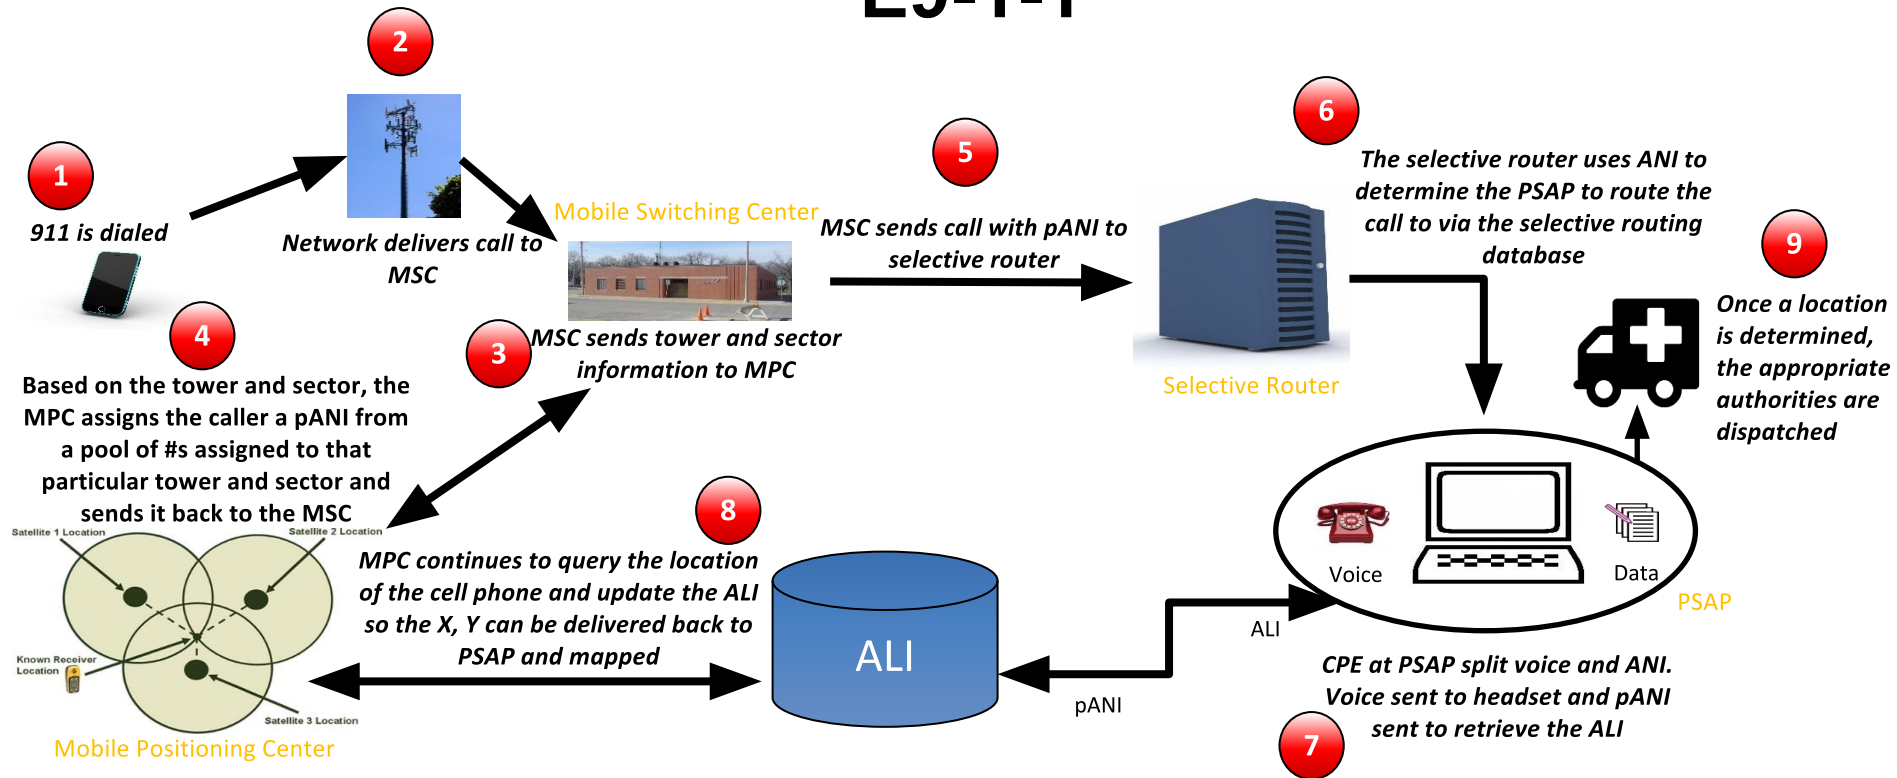 E9-1-1
1
911 is dialed
2
Network delivers call to
MSC
Mobile Switching Center
3
MSC sends tower and sector
information to MPC
4
Based on the tower and sector, the
MPC assigns the caller a pANI from
a pool of #s assigned to that
particular tower and sector and
sends it back to the MSC
Satellite 1 Location
Satellite 2 Location
Known Receiver
Location
Satellite 3 Location
Mobile Positioning Center
5
MSC sends call with pANI to
selective router
Selective Router
6
The selective router uses ANI to
determine the PSAP to route the
call to via the selective routing
database
Voice
Data
PSAP
7
CPE at PSAP split voice and ANI.
Voice sent to headset and pANI
sent to retrieve the ALI
ALI
pANI
8
MPC continues to query the location
of the cell phone and update the ALI
so the X, Y can be delivered back to
PSAP and mapped
ALI
9
Once a location
is determined,
the appropriate
authorities are
dispatched